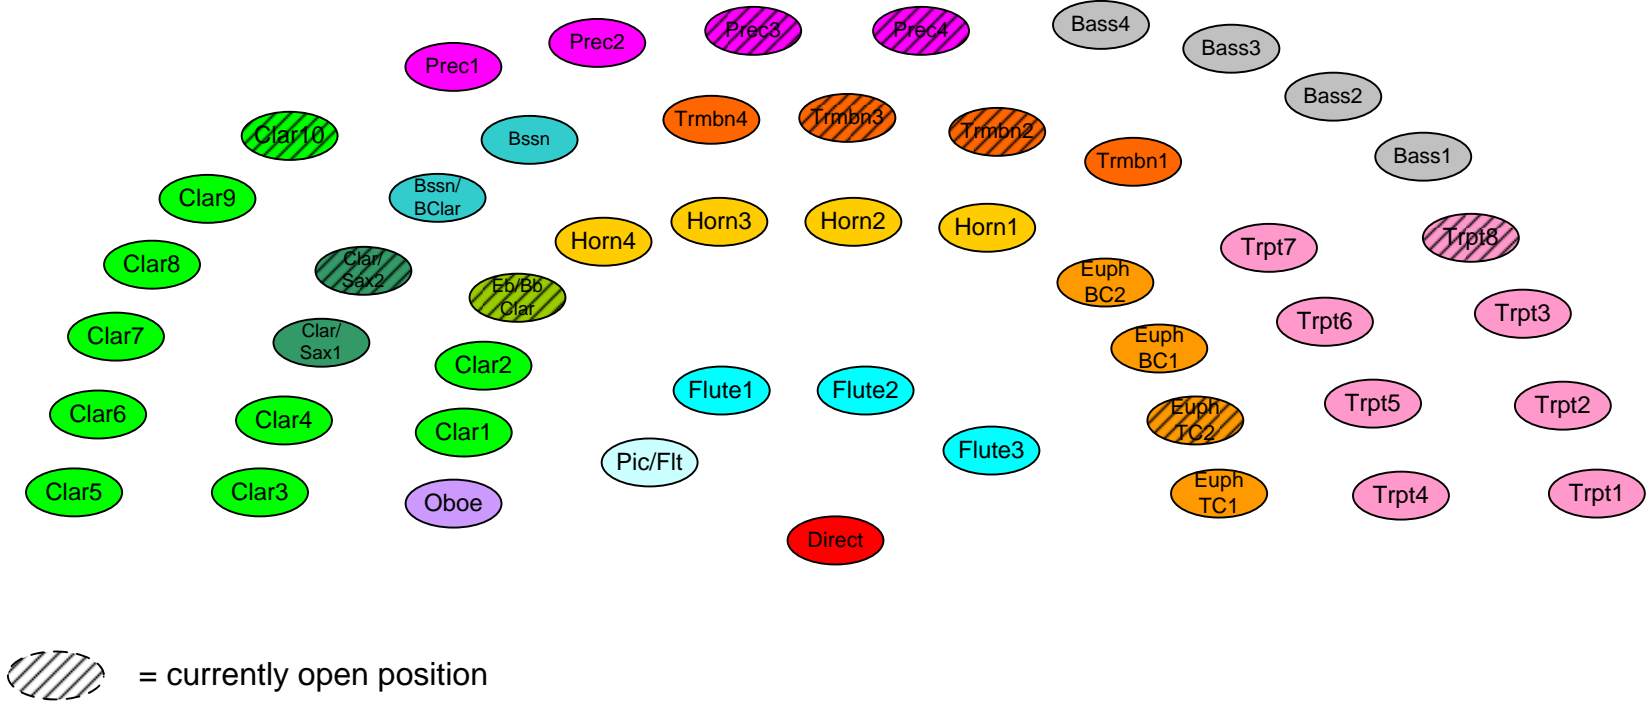 Bass4
Prec3
Prec4
Prec2
Bass3
Prec1
Bass2
Trmbn4
Trmbn3
Trmbn2
Clar10
Bssn
Trmbn1
Bass1
Clar9
Bssn/
BClar
Horn3
Horn2
Horn1
Horn4
Trpt7
Trpt8
Clar8
Clar/
Sax2
Eb/Bb
Clar
Euph
BC2
Trpt6
Trpt3
Clar7
Clar/
Sax1
Clar2
Euph
BC1
Flute1
Flute2
Trpt5
Trpt2
Clar6
Clar4
Clar1
Euph
TC2
Pic/Flt
Flute3
Clar5
Clar3
Oboe
Euph
TC1
Trpt4
Trpt1
Direct
= currently open position